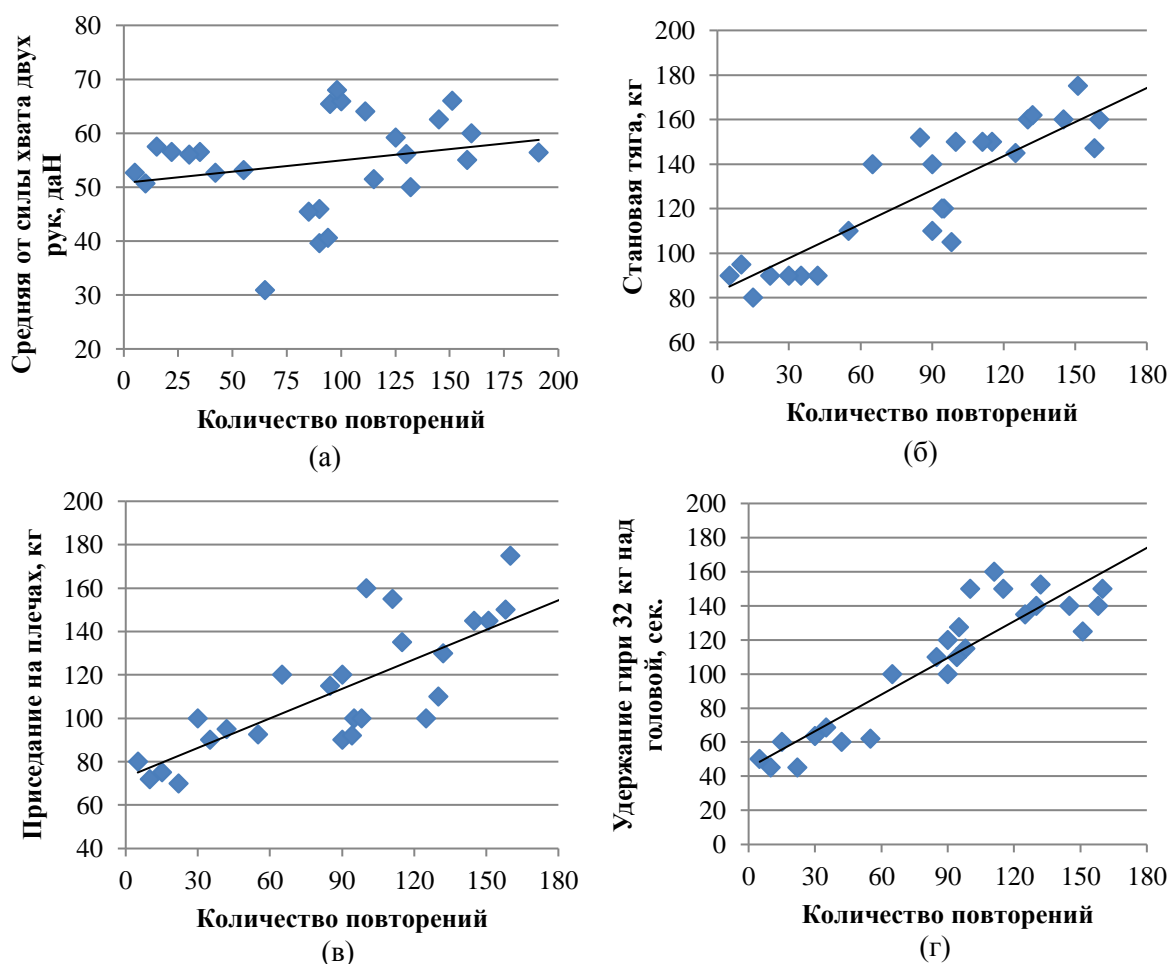 Средняя от силы хвата двух
рук, даН
80
70
60
50
40
30
20
0 25 50 75 100 125 150 175 200
Количество повторений
(а)
Становая тяга, кг
200
180
160
140
120
100
80
60
0 30 60 90 120 150 180
Количество повторений
(б)
Приседание на плечах, кг
200
180
160
140
120
100
80
60
40
0 30 60 90 120 150 180
Количество повторений
(в)
Удержание гири 32 кг над
головой, сек.
200
180
160
140
120
100
80
60
40
20
0
0 30 60 90 120 150 180
Количество повторений
(г)